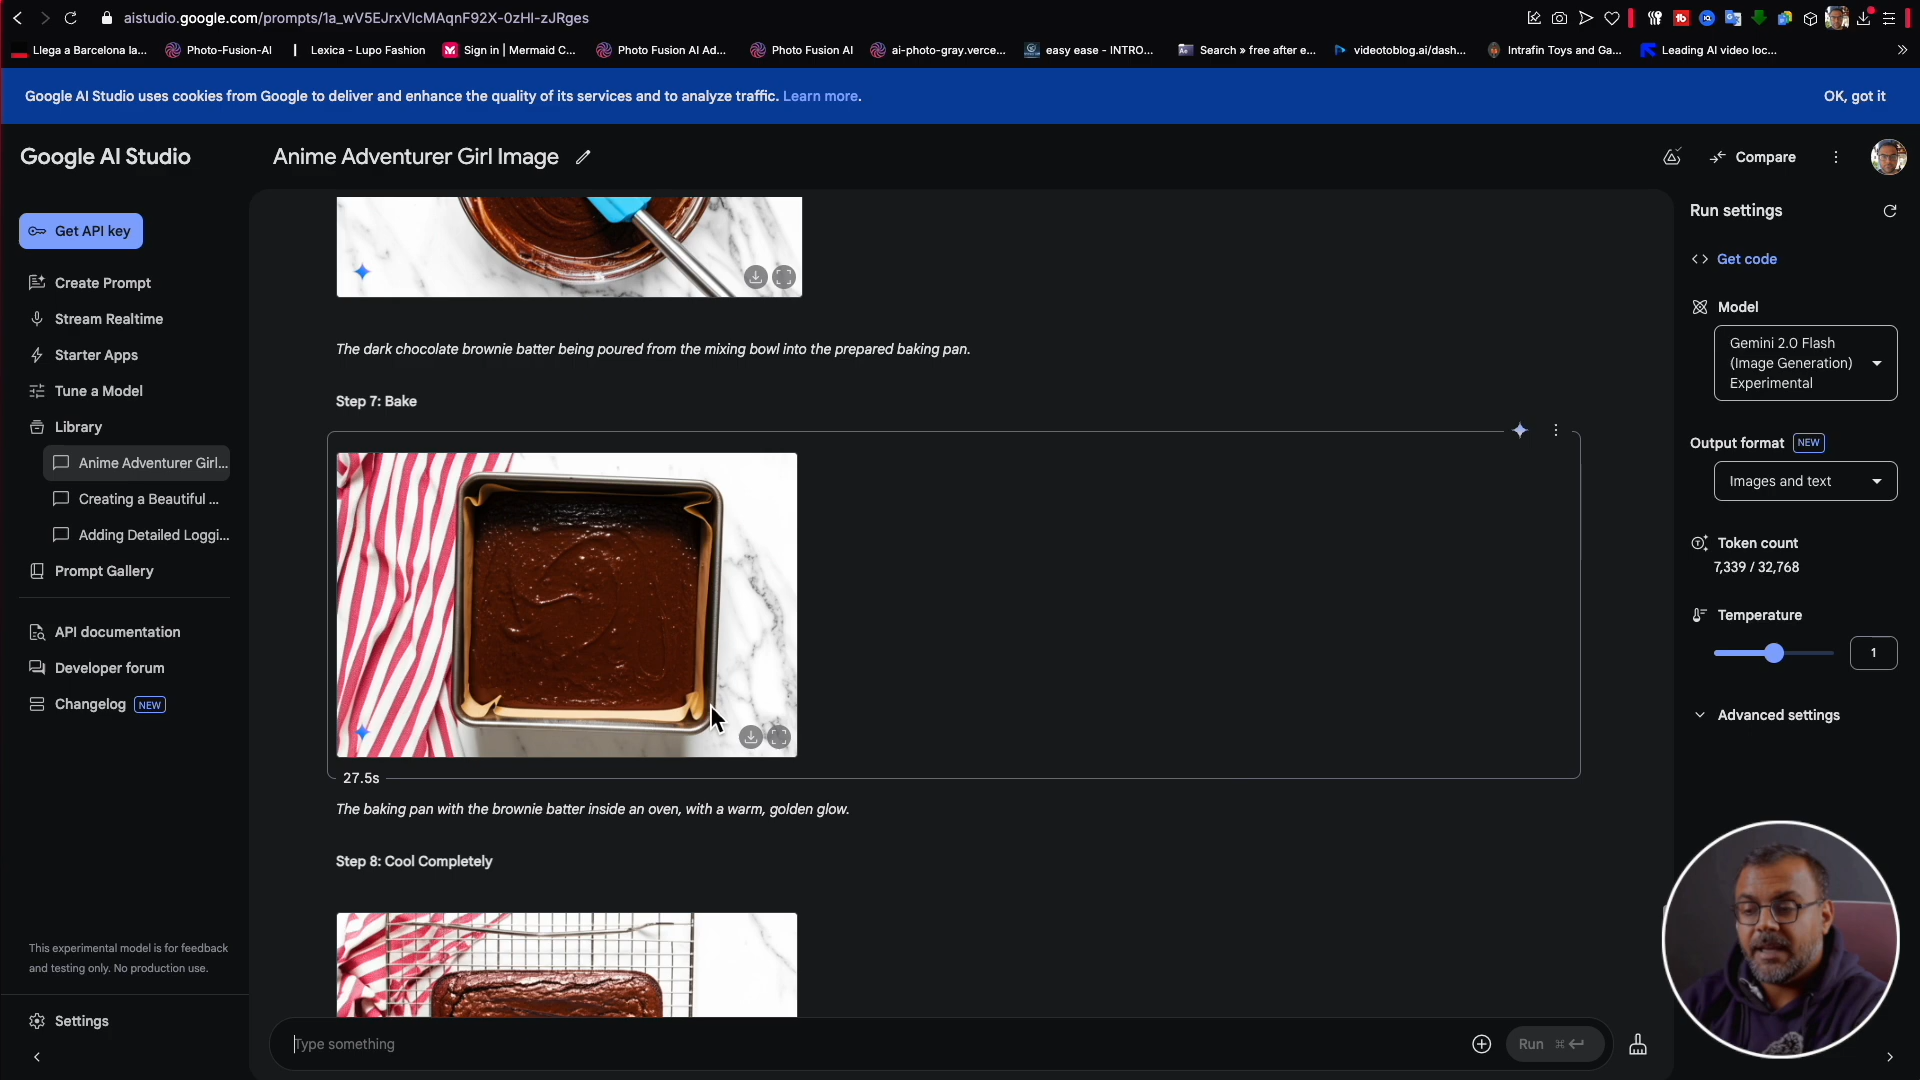 aistudio.google.com/prompts/1a_wV5EJrxVlcMAqnF92X-0zHl-zJRges
Llega a Barcelona la...
Photo-Fusion-AI
Lexica - Lupo Fashion
Sign in | Mermaid C...
Photo Fusion AI Ad...
Photo Fusion AI
ai-photo-gray.verce...
easy ease - INTRO...
Search » free after e...
videotoblog.ai/dash...
Intrafin Toys and Ga...
Leading AI video loc...
Google AI Studio uses cookies from Google to deliver and enhance the quality of its services and to analyze traffic. Learn more.
OK, got it
Google AI Studio
Anime Adventurer Girl Image
Compare
Get API key
Create Prompt
Stream Realtime
Starter Apps
Tune a Model
Library
Anime Adventurer Girl...
Creating a Beautiful ...
Adding Detailed Loggi...
Prompt Gallery
API documentation
Developer forum
Changelog NEW
This experimental model is for feedback
and testing only. No production use.
Settings
The dark chocolate brownie batter being poured from the mixing bowl into the prepared baking pan.
Step 7: Bake
27.5s
The baking pan with the brownie batter inside an oven, with a warm, golden glow.
Step 8: Cool Completely
Type something
Run
Run settings
Get code
Model
Gemini 2.0 Flash
(Image Generation)
Experimental
Output format NEW
Images and text
Token count
7,339 / 32,768
Temperature
1
Advanced settings